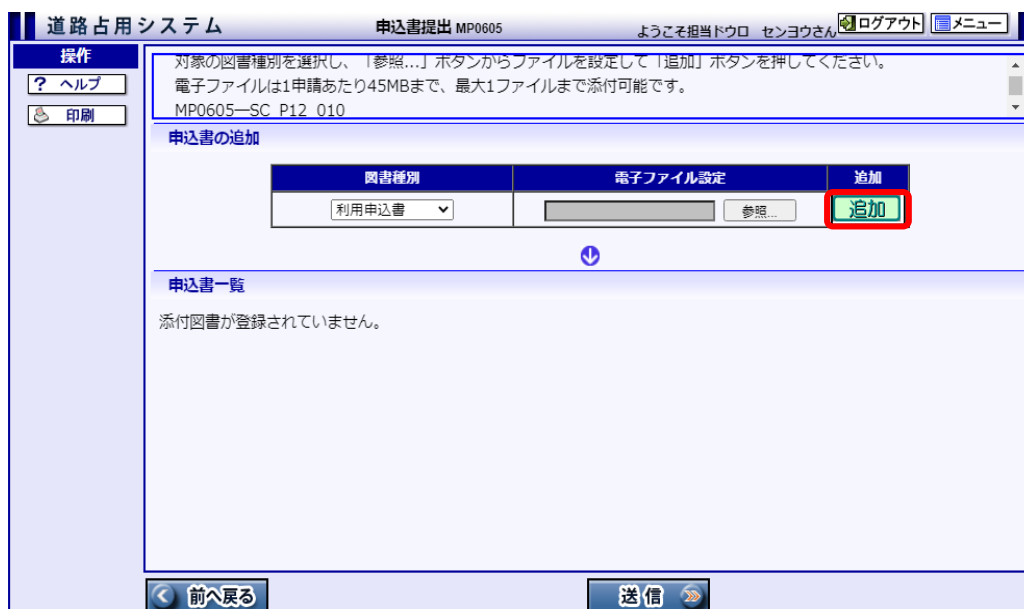 道路占用システム 申込書提出 MP0605 ようこそ担当ドウロ センヨウさん ログアウト メニュー
操作
? ヘルプ
印刷
対象の図書種別を選択し、「参照...」ボタンからファイルを設定して「追加」ボタンを押してください。
電子ファイルは1申請あたり45MBまで、最大1ファイルまで添付可能です。
MP0605―SC_P12_010
申込書の追加
図書種別 電子ファイル設定 追加
利用申込書 参照... 追加
申込書一覧
添付図書が登録されていません。
前へ戻る 送信